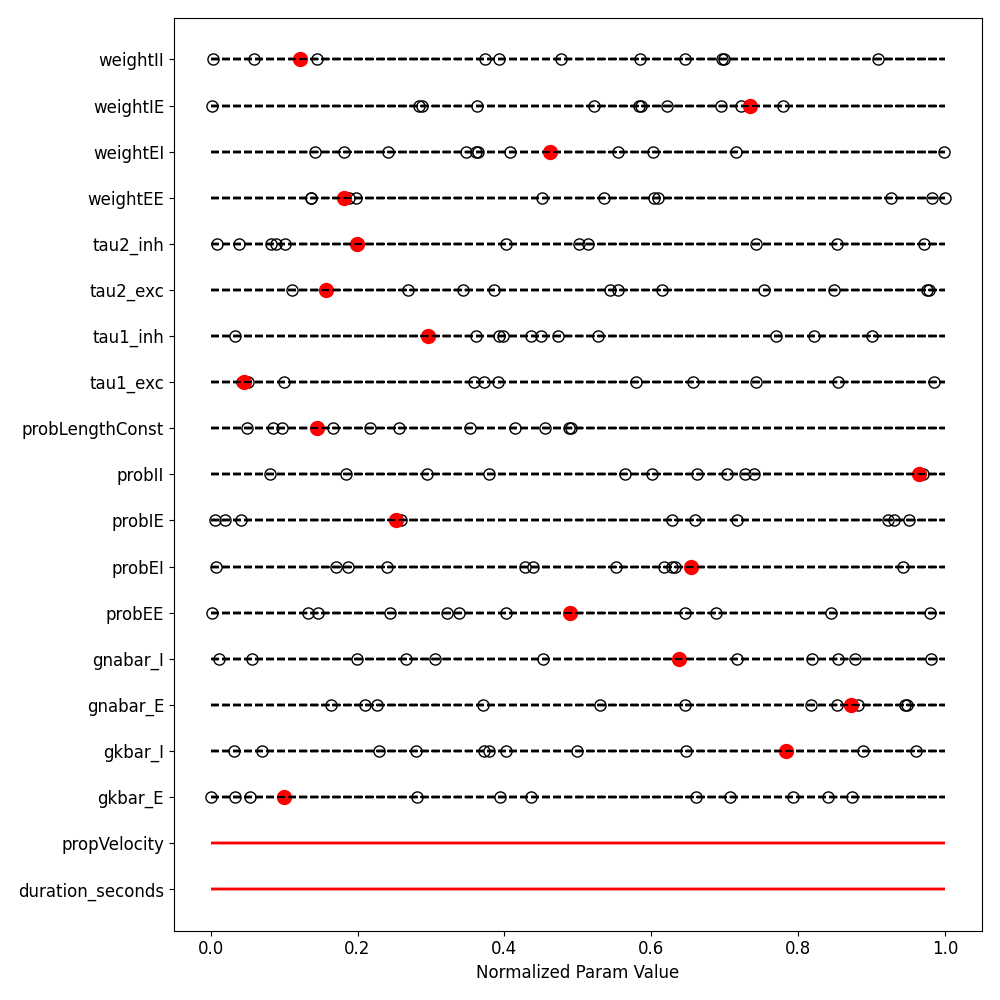 weightII
weightIE
weightEI
weightEE
tau2_inh
tau2_exc
tau1_inh
tau1_exc
probLengthConst
probII
probIE
probEI
probEE
gnabar_I
gnabar_E
gkbar_I
gkbar_E
propVelocity
duration_seconds
0.0 0.2 0.4 0.6 0.8 1.0
Normalized Param Value